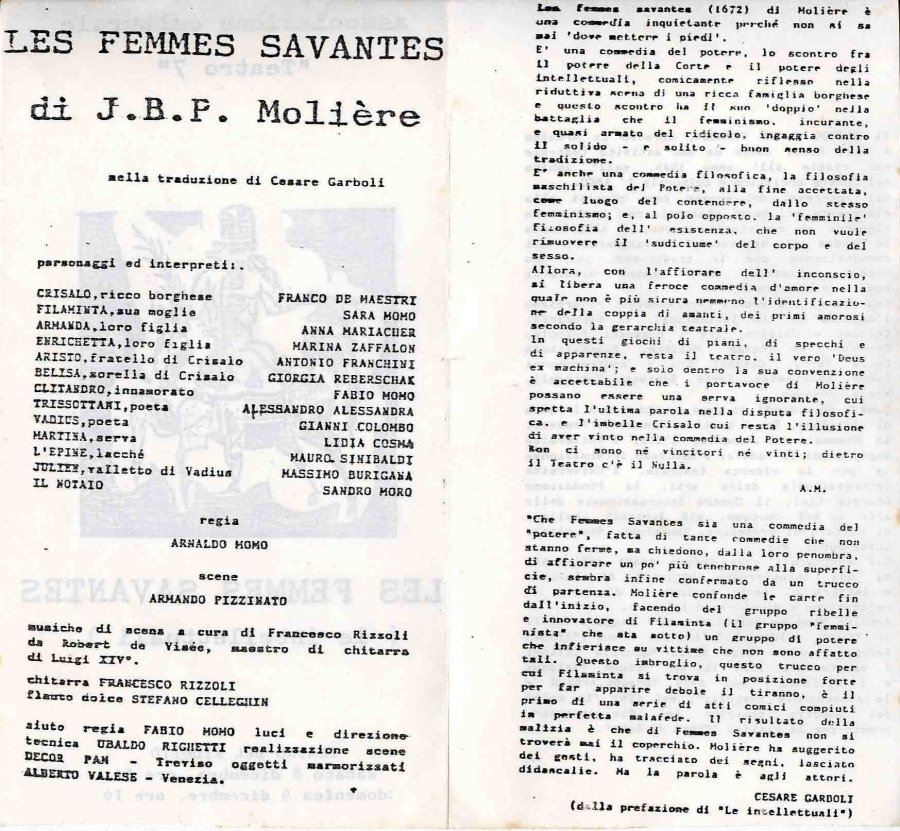 LES FEMMES SAVANTES
di J.B.P. Molière
nella traduzione di Cesare Garboli
personaggi ed interpreti:.
CRISALO,ricco borghese FRANCO DE MAESTRI
FILAMINTA,sua moglie SARA MOMO
ARMANDA,loro figlia ANNA MARIACHER
ENRICHETTA,loro figlia MARINA ZAFFALON
ARISTO,fratello di Crisalo ANTONIO FRANCHINI
BELISA,sorella di Crisalo GIORGIA REBERSCHAK
CLITANDRO,innamorato FABIO MOMO
TRISSOTTANI,poeta ALESSANDRO ALESSANDRA
VADIUS,poeta GIANNI COLOMBO
MARTINA,serva LIDIA COSMA
L'EPINE,lacché MAURO SINIBALDI
JULIEN,valletto di Vadius MASSIMO BURIGANA
IL NOTAIO SANDRO MORO
regia
ARNALDO MOMO
scene
ARMANDO PIZZINATO
musiche di scena a cura di Francesco Rizzoli
da Robert de Visée, maestro di chitarra
di Luigi XIV°.
chitarra FRANCESCO RIZZOLI
flauto dolce STEFANO CELLEGHIN
aiuto regia FABIO MOMO luci e direzione
tecnica UBALDO RIGHETTI realizzazione scene
DECOR PAM - Treviso oggetti marmorizzati
ALBERTO VALESE - Venezia.
Les femmes savantes (1672) di Molière è
una commedia inquietante perché non si sa
mai 'dove mettere i piedi'.
E' una commedia del potere, lo scontro fra
il potere della Corte e il potere degli
intellettuali, comicamente riflesso nella
riduttiva scena di una ricca famiglia borghese
e questo scontro ha il suo 'doppio' nella
battaglia che il femminismo, incurante,
e quasi armato del ridicolo, ingaggia contro
il solido - e solito - buon senso della
tradizione.
E' anche una commedia filosofica, la filosofia
maschilista del Potere, alla fine accettata,
come luogo del contendere, dallo stesso
femminismo; e, al polo opposto, la 'femminile'
filosofia dell' esistenza, che non vuole
rimuovere il 'sudiciume' del corpo e del
sesso.
Allora, con l'affiorare dell' inconscio,
si libera una feroce commedia d'amore nella
quale non è più sicura nemmeno l'identificazio-
ne della coppia di amanti, dei primi amorosi
secondo la gerarchia teatrale.
In questi giochi di piani, di specchi e
di apparenze, resta il teatro, il vero 'Deus
ex machina'; e solo dentro la sua convenzione
è accettabile che i portavoce di Molière
possano essere una serva ignorante, cui
spetta l'ultima parola nella disputa filosofi-
ca, e l'imbelle Crisalo cui resta l'illusione
di aver vinto nella commedia del Potere.
Non ci sono né vincitori né vinti; dietro
il Teatro c'è il Nulla.
A.M.
"Che Femmes Savantes sia una commedia del
"potere", fatta di tante commedie che non
stanno ferme, ma chiedono, dalla loro penombra,
di affiorare un po' più tenebrose alla superfi-
cie, sembra infine confermato da un trucco
di partenza. Molière confonde le carte fin
dall'inizio, facendo del gruppo ribelle
e innovatore di Filaminta (il gruppo "femmi-
nista" che sta sotto) un gruppo di potere
che infierisce su vittime che non sono affatto
tali. Questo imbroglio, questo trucco per
cui Filaminta si trova in posizione forte
per far apparire debole il tiranno, è il
primo di una serie di atti comici compiuti
in perfetta malafede. Il risultato della
malizia è che di Femmes Savantes non si
troverà mai il coperchio. Molière ha suggerito
dei gesti, ha tracciato dei segni, lasciato
didascalie. Ma la parola è agli attori.
CESARE GARBOLI
(dalla prefazione di "Le intellettuali")